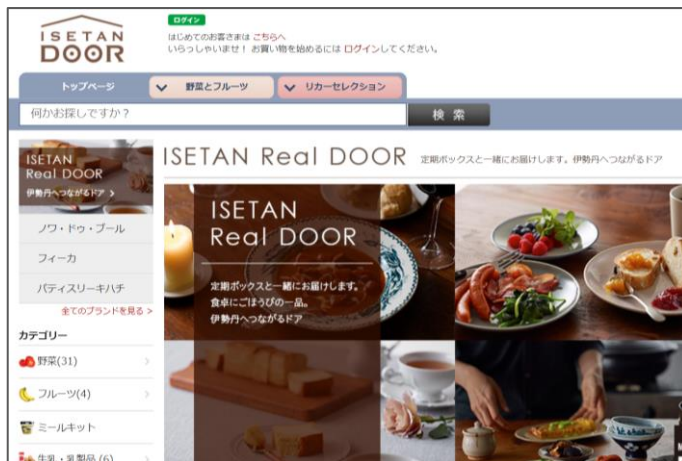 ISETAN
DOOR
ログイン
はじめてのお客さまは こちらへ
いらっしゃいませ！ お買い物を始めるには ログインしてください。
トップページ
野菜とフルーツ
リカーセレクション
何かお探しですか？
検 索
ISETAN
Real DOOR
伊勢丹へつながるドア >
ノワ・ドゥ・ブール
フィーカ
パティスリーキハチ
全てのブランドを見る >
カテゴリー
野菜(31)
フルーツ(4)
ミールキット
牛乳・乳製品 (6)
ISETAN Real DOOR
定期ボックスと一緒にお届けします。伊勢丹へつながるドア
ISETAN
Real DOOR
定期ボックスと一緒にお届けします。
食卓にごほうびの一品。
伊勢丹へつながるドア